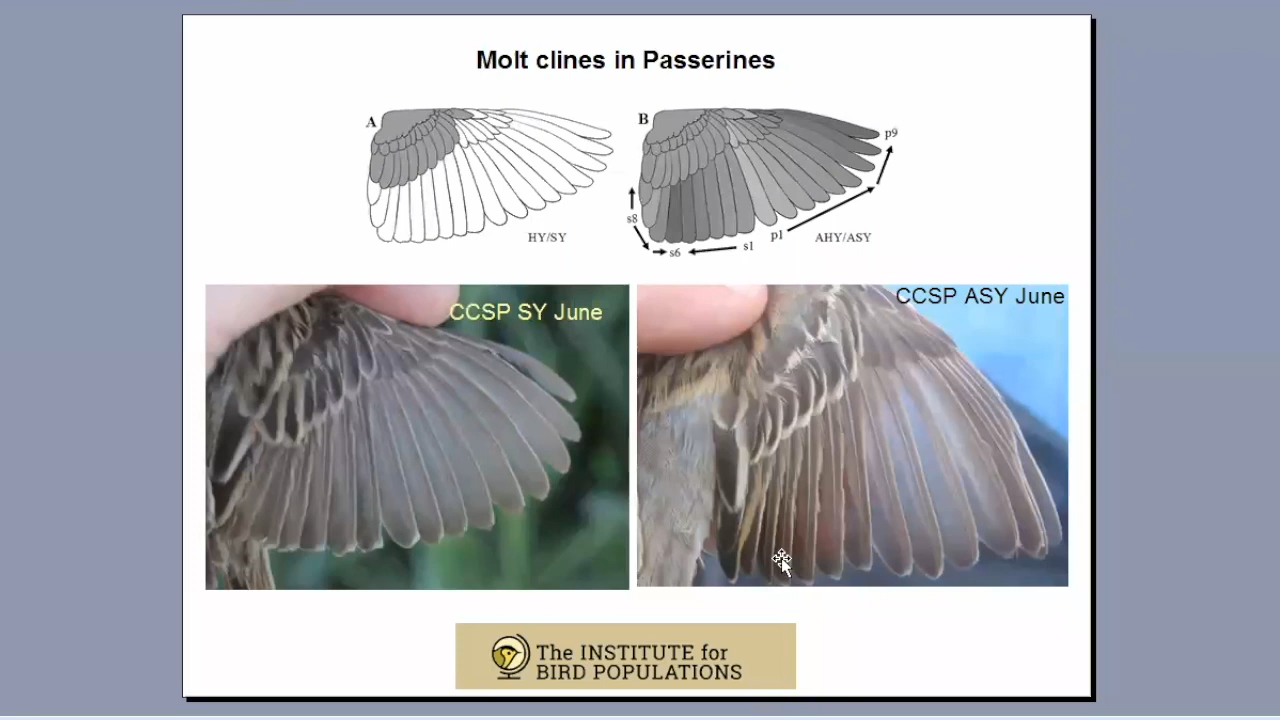 Molt clines in Passerines
A
B
p9
s8
HY/SY
s6
s1
p1
AHY/ASY
CCSP SY June
CCSP ASY June
The INSTITUTE for
BIRD POPULATIONS